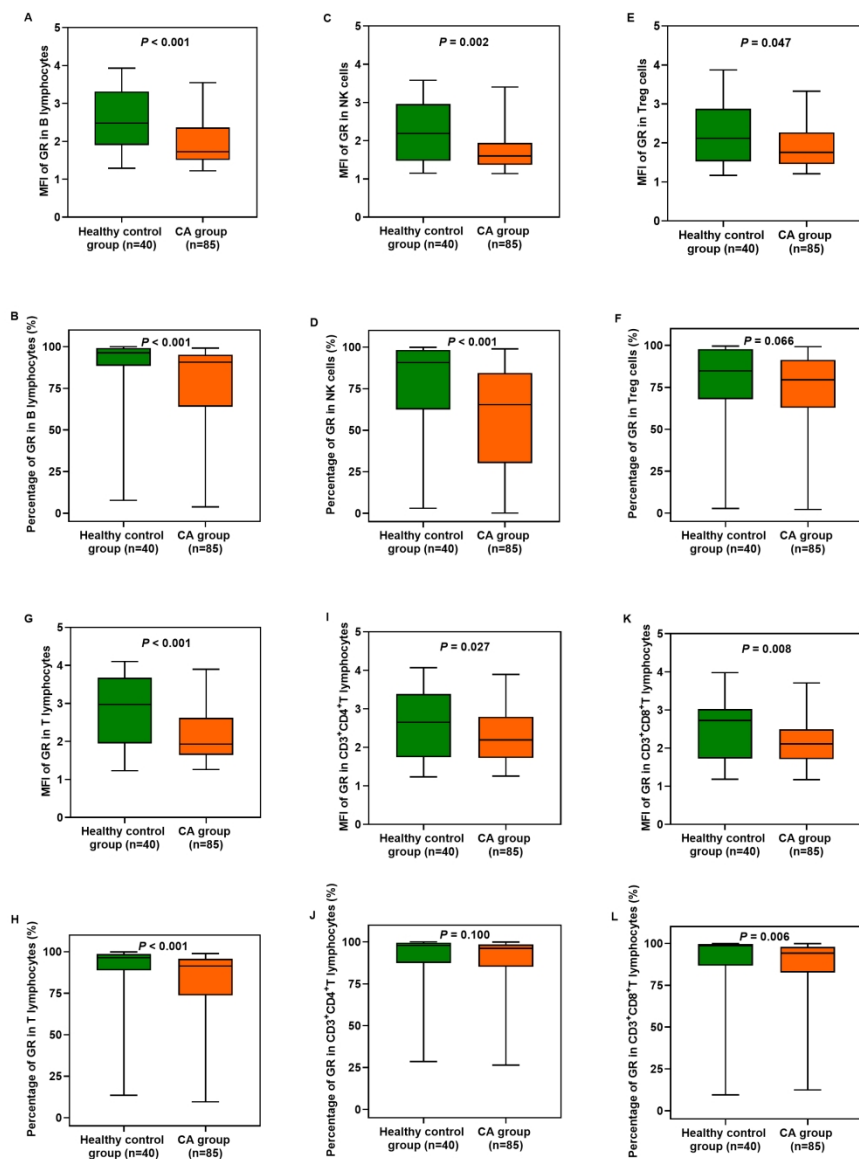 A
P < 0.001
MFI of GR in B lymphocytes
5
4
3
2
1
0
Healthy control group (n=40)
CA group (n=85)
C
P = 0.002
MFI of GR in NK cells
5
4
3
2
1
0
Healthy control group (n=40)
CA group (n=85)
E
P = 0.047
MFI of GR in Treg cells
5
4
3
2
1
0
Healthy control group (n=40)
CA group (n=85)
B
P < 0.001
Percentage of GR in B lymphocytes (%)
100
75
50
25
0
Healthy control group (n=40)
CA group (n=85)
D
P < 0.001
Percentage of GR in NK cells (%)
100
75
50
25
0
Healthy control group (n=40)
CA group (n=85)
F
P = 0.066
Percentage of GR in Treg cells (%)
100
75
50
25
0
Healthy control group (n=40)
CA group (n=85)
G
P < 0.001
MFI of GR in T lymphocytes
5
4
3
2
1
0
Healthy control group (n=40)
CA group (n=85)
I
P = 0.027
MFI of GR in CD3⁺CD4⁺T lymphocytes
5
4
3
2
1
0
Healthy control group (n=40)
CA group (n=85)
K
P = 0.008
MFI of GR in CD3⁺CD8⁺T lymphocytes
5
4
3
2
1
0
Healthy control group (n=40)
CA group (n=85)
H
P < 0.001
Percentage of GR in T lymphocytes (%)
100
75
50
25
0
Healthy control group (n=40)
CA group (n=85)
J
P = 0.100
Percentage of GR in CD3⁺CD4⁺T lymphocytes (%)
100
75
50
25
0
Healthy control group (n=40)
CA group (n=85)
L
P = 0.006
Percentage of GR in CD3⁺CD8⁺T lymphocytes (%)
100
75
50
25
0
Healthy control group (n=40)
CA group (n=85)